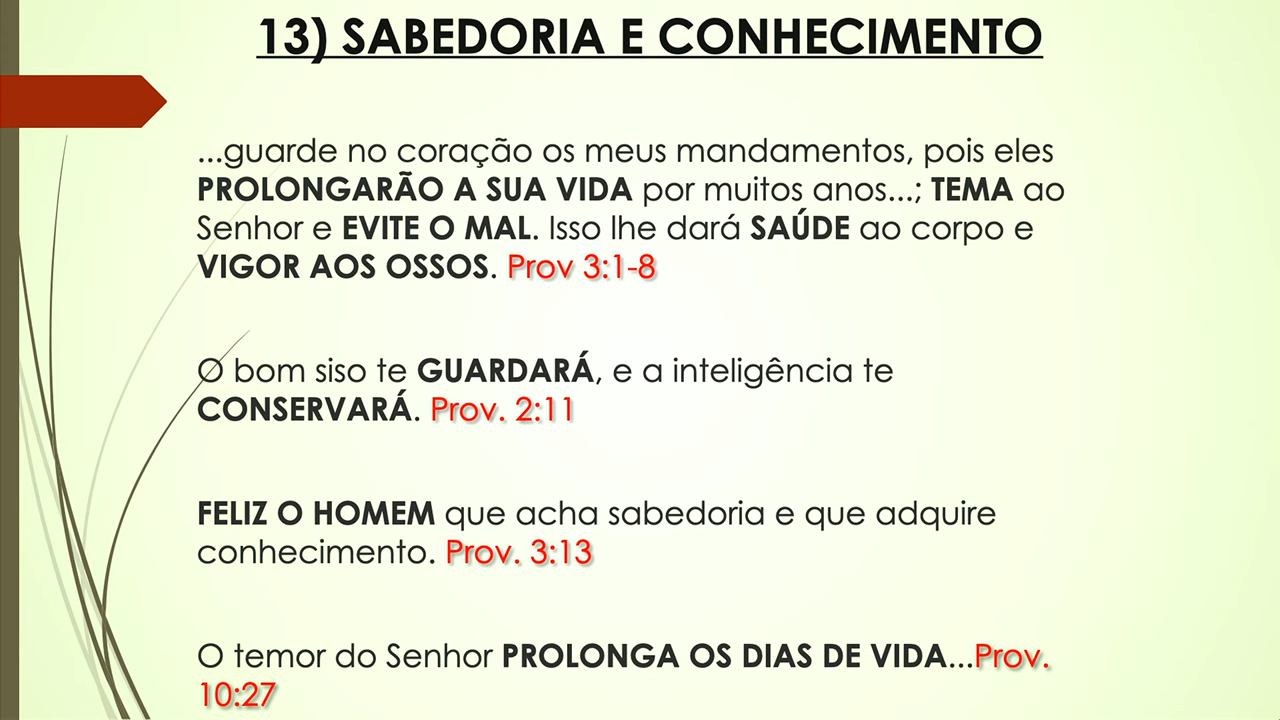 13) SABEDORIA E CONHECIMENTO
...guarde no coração os meus mandamentos, pois eles
PROLONGARÃO A SUA VIDA por muitos anos...; TEMA ao
Senhor e EVITE O MAL. Isso lhe dará SAÚDE ao corpo e
VIGOR AOS OSSOS. Prov 3:1-8
O bom siso te GUARDARÁ, e a inteligência te
CONSERVARÁ. Prov. 2:11
FELIZ O HOMEM que acha sabedoria e que adquire
conhecimento. Prov. 3:13
O temor do Senhor PROLONGA OS DIAS DE VIDA...Prov.
10:27